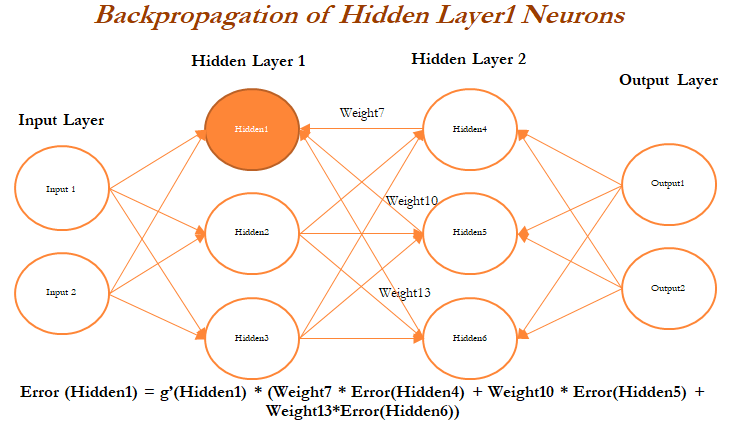 Backpropagation of Hidden Layer1 Neurons
Hidden Layer 1
Hidden Layer 2
Output Layer
Input Layer
Weight7
Hidden1
Hidden4
Input 1
Output1
Weight10
Hidden2
Hidden5
Input 2
Output2
Weight13
Hidden3
Hidden6
Error (Hidden1) = g’(Hidden1) * (Weight7 * Error(Hidden4) + Weight10 * Error(Hidden5) +
Weight13*Error(Hidden6))